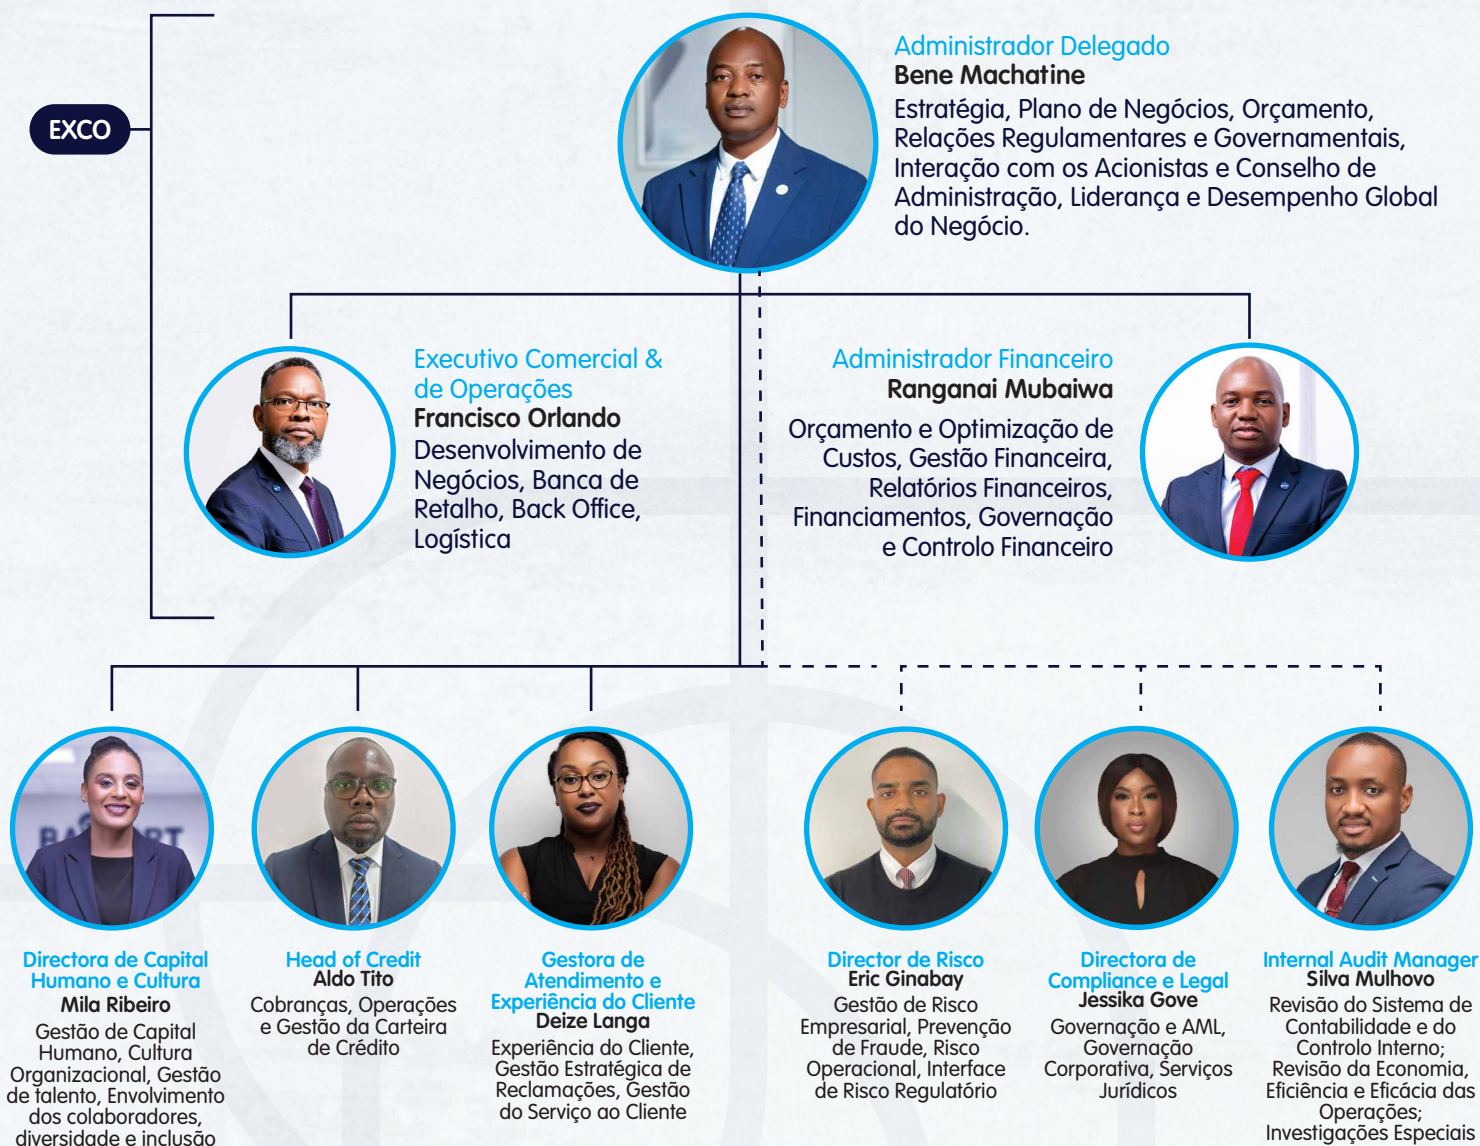 EXCO
Administrador Delegado
Bene Machatine
Estratégia, Plano de Negócios, Orçamento,
Relações Regulamentares e Governamentais,
Interação com os Acionistas e Conselho de
Administração, Liderança e Desempenho Global
do Negócio.
Executivo Comercial &
de Operações
Francisco Orlando
Desenvolvimento de
Negócios, Banca de
Retalho, Back Office,
Logística
Administrador Financeiro
Ranganai Mubaiwa
Orçamento e Optimização de
Custos, Gestão Financeira,
Relatórios Financeiros,
Financiamentos, Governação
e Controlo Financeiro
Directora de Capital
Humano e Cultura
Mila Ribeiro
Gestão de Capital
Humano, Cultura
Organizacional, Gestão
de talento, Envolvimento
dos colaboradores,
diversidade e inclusão
Head of Credit
Aldo Tito
Cobranças, Operações
e Gestão da Carteira
de Crédito
Gestora de
Atendimento e
Experiência do Cliente
Deize Langa
Experiência do Cliente,
Gestão Estratégica de
Reclamações, Gestão
do Serviço ao Cliente
Director de Risco
Eric Ginabay
Gestão de Risco
Empresarial, Prevenção
de Fraude, Risco
Operacional, Interface
de Risco Regulatório
Directora de
Compliance e Legal
Jessika Gove
Governação e AML,
Governação
Corporativa, Serviços
Jurídicos
Internal Audit Manager
Silva Mulhovo
Revisão do Sistema de
Contabilidade e do
Controlo Interno;
Revisão da Economia,
Eficiência e Eficácia das
Operações;
Investigações Especiais